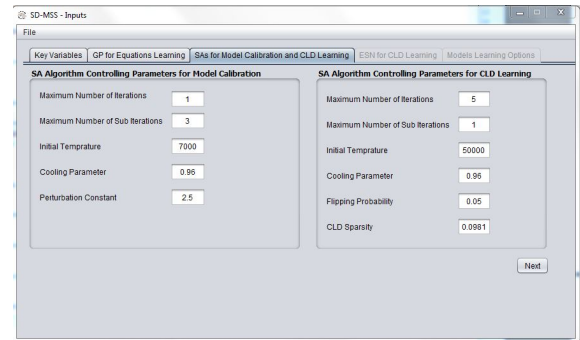 SD-MSS - Inputs
File
Key Variables GP for Equations Learning SAs for Model Calibration and CLD Learning ESN for CLD Learning Models Learning Options
SA Algorithm Controlling Parameters for Model Calibration
Maximum Number of Iterations 1
Maximum Number of Sub Iterations 3
Initial Temprature 7000
Cooling Parameter 0.96
Perturbation Constant 2.5
SA Algorithm Controlling Parameters for CLD Learning
Maximum Number of Iterations 5
Maximum Number of Sub Iterations 1
Initial Temprature 50000
Cooling Parameter 0.96
Flipping Probability 0.05
CLD Sparsity 0.0981
Next